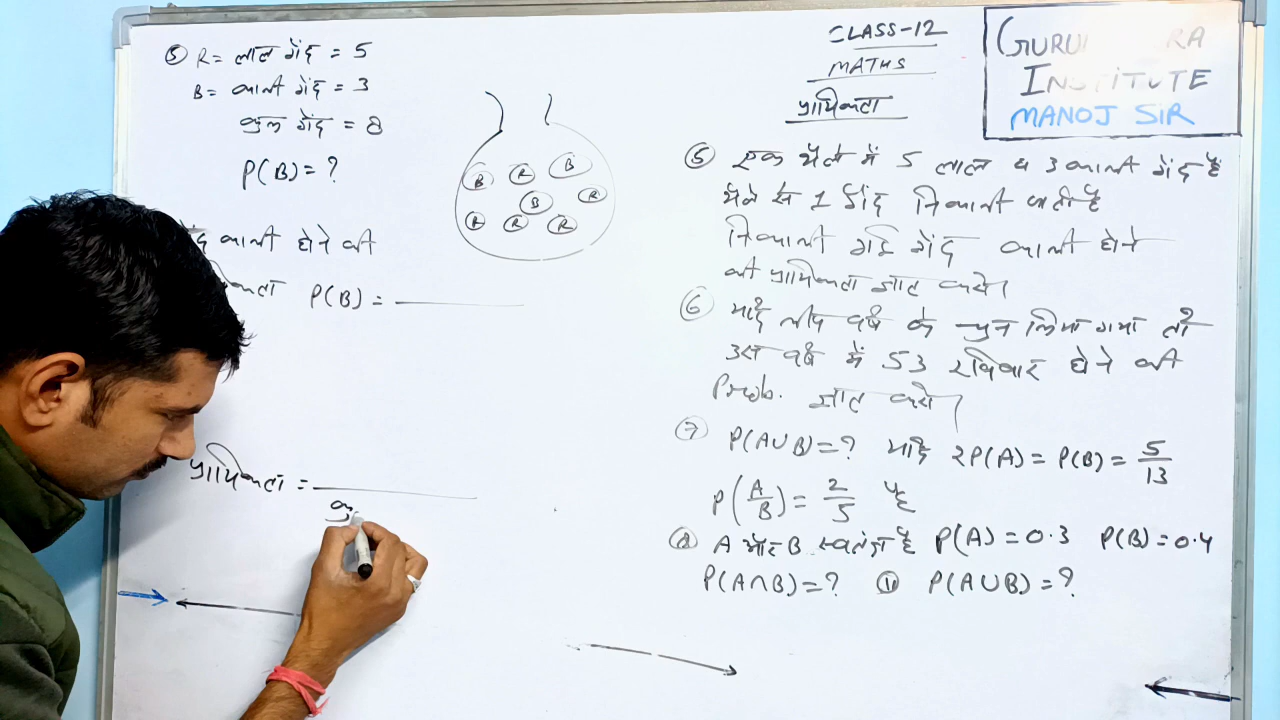 ⑤ R = लाल गेंद = 5
B = काली गेंद = 3
कुल गेंद = 8
P(B) = ?
काली होने की
P(B) =
प्रायिकता =
कु
B R B
B R
R R R
CLASS-12
MATHS
प्रायिकता
INSTITUTE
MANOJ SIR
⑤ एक थैले में 5 लाल व 3 काली गेंद हैं
थैले से 1 गेंद निकाली जाती है
निकाली गई गेंद काली होने
की प्रायिकता ज्ञात करो।
⑥ यदि लीप वर्ष को चुन लिया गया तो
उस वर्ष में 53 रविवार होने की
Prob. ज्ञात करो।
⑦ P(A∪B) = ? यदि 2P(A) = P(B) = 5/13
P(A/B) = 2/5 है
⑧ A और B स्वतंत्र है P(A) = 0.3 P(B) = 0.4
P(A∩B) = ? ⑪ P(A∪B) = ?